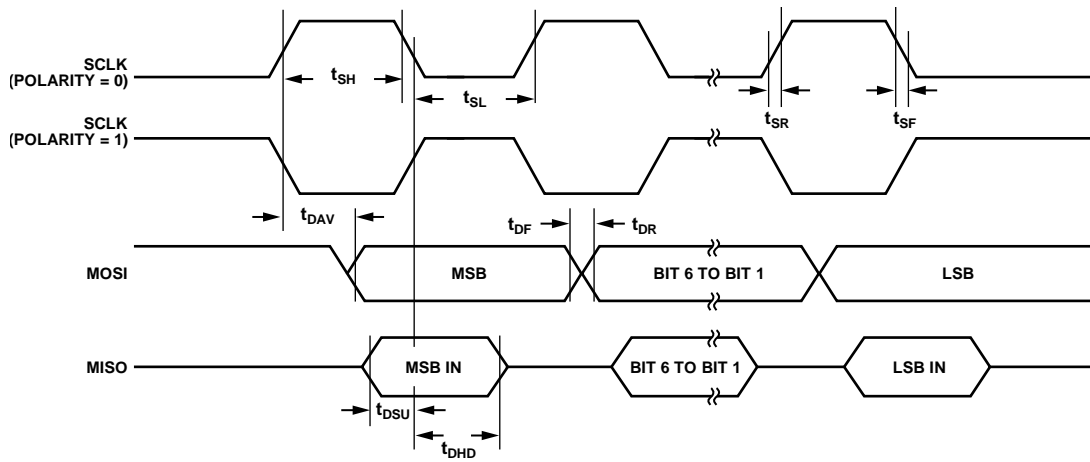 SCLK
(POLARITY = 0)
tSH
tSL
tSR
tSF
SCLK
(POLARITY = 1)
tDAV
tDF
tDR
MOSI
MSB
BIT 6 TO BIT 1
LSB
MISO
MSB IN
BIT 6 TO BIT 1
LSB IN
tDSU
tDHD